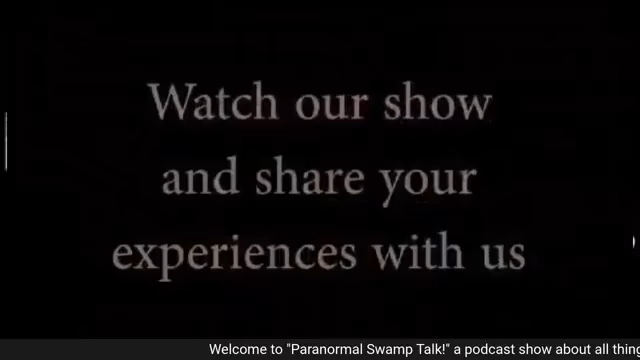 Watch our show
and share your
experiences with us
Welcome to "Paranormal Swamp Talk!" a podcast show about all thing